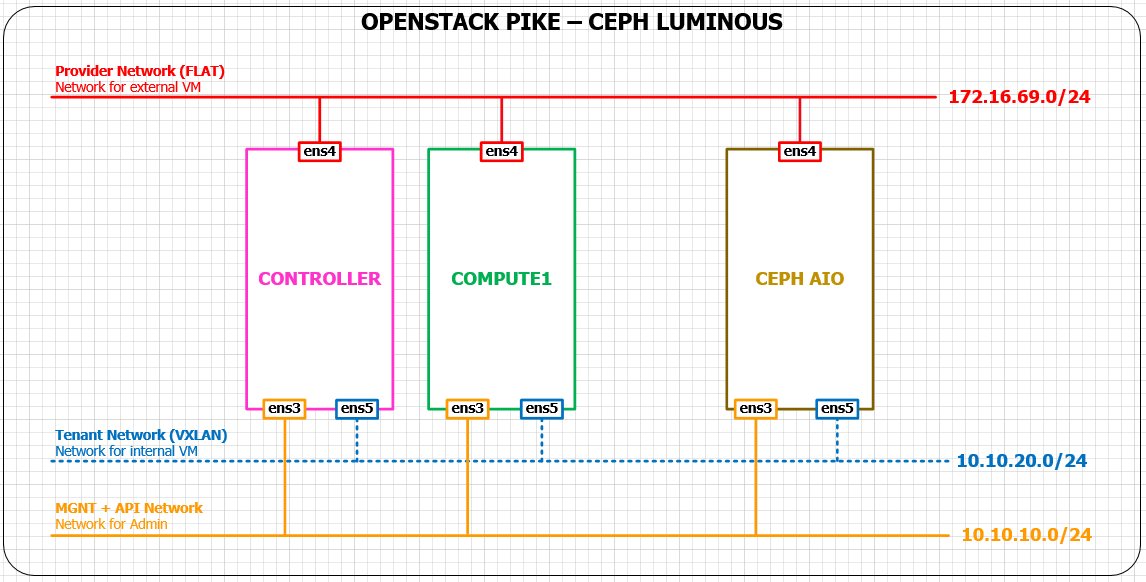 OPENSTACK PIKE – CEPH LUMINOUS
Provider Network (FLAT)
Network for external VM
172.16.69.0/24
ens4
ens4
ens4
CONTROLLER
COMPUTE1
CEPH AIO
ens3
ens5
ens3
ens5
ens3
ens5
Tenant Network (VXLAN)
Network for internal VM
10.10.20.0/24
MGNT + API Network
Network for Admin
10.10.10.0/24